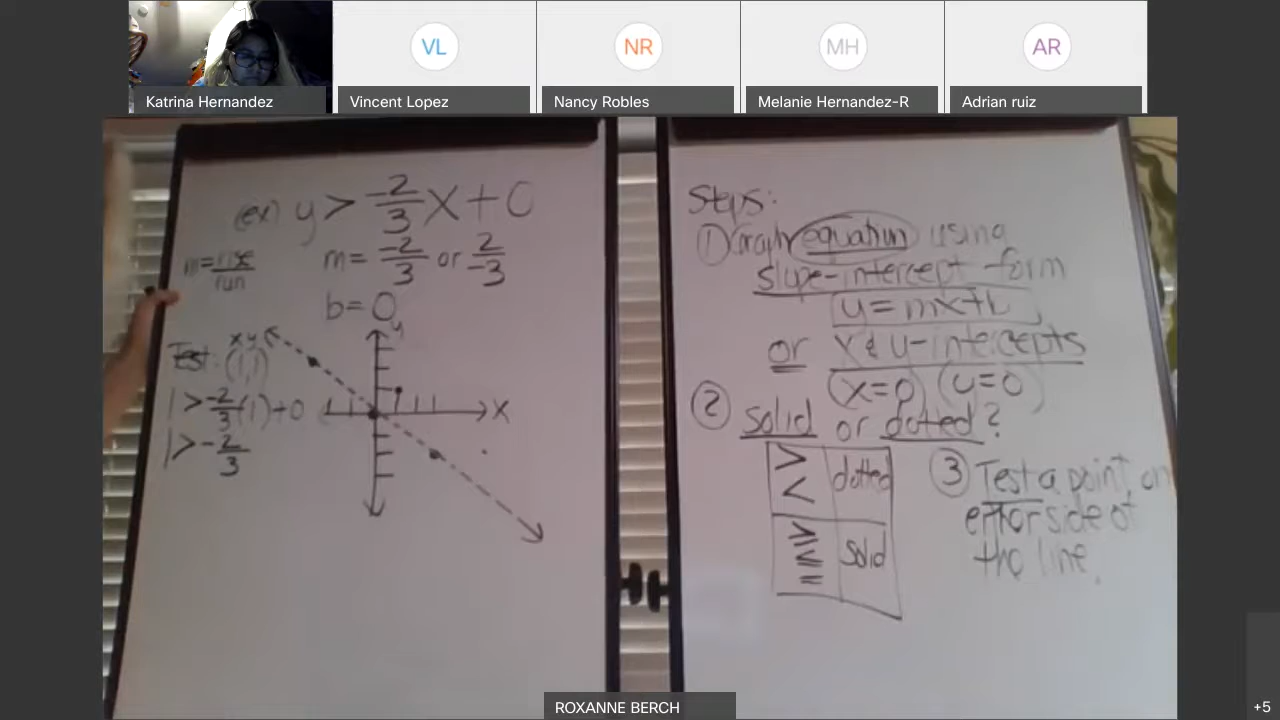 VL
NR
MH
AR
Katrina Hernandez
Vincent Lopez
Nancy Robles
Melanie Hernandez-R
Adrian ruiz
(ex) y > -2/3 x + 0
m = rise/run
m = -2/3 or 2/-3
b = 0
y
x y
Test: (1,1)
1 > -2/3 (1) + 0
X
1 > -2/3
Steps:
① Graph equation using
slope-intercept form
y = mx + b
or x & y-intercepts
(x=0) (y=0)
② solid or dotted?
> < dotted
≥ ≤ = solid
③ Test a point on
side of
the line.
ROXANNE BERCH
+5